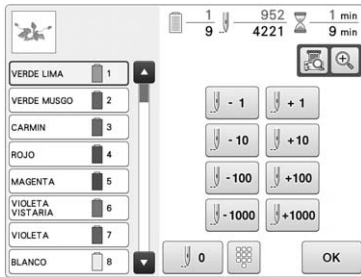 1
9
952
4221
1 min
9 min
VERDE LIMA 1
VERDE MUSGO 2
CARMIN 3
ROJO 4
MAGENTA 5
VIOLETA
VISTARIA 6
VIOLETA 7
BLANCO 8
- 1 + 1
- 10 +10
- 100 +100
- 1000 +1000
0
OK